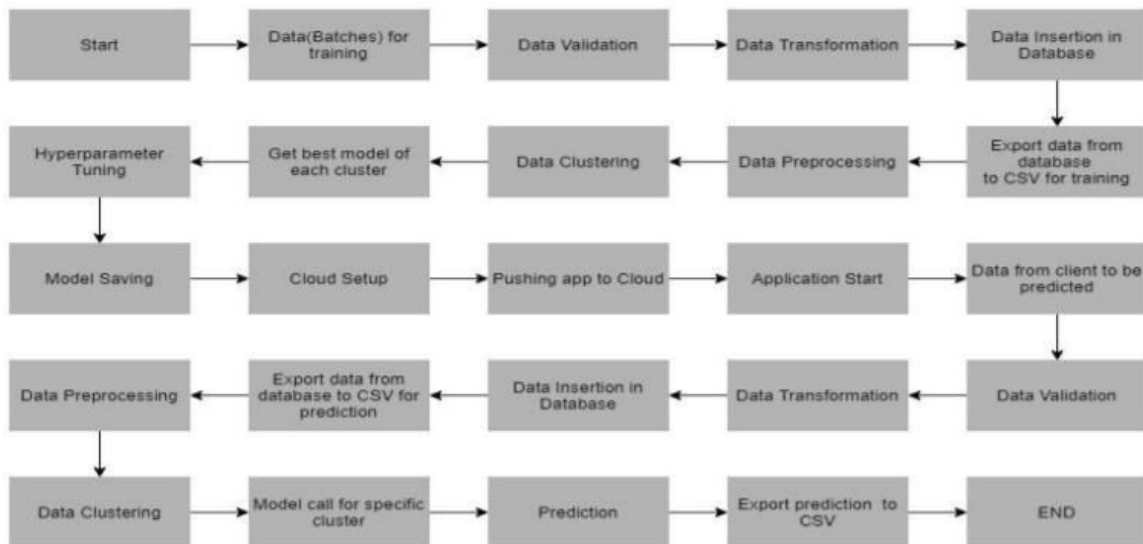 Start
Data(Batches) for
training
Data Validation
Data Transformation
Data Insertion in
Database
Export data from
database
to CSV for training
Data Preprocessing
Data Clustering
Get best model of
each cluster
Hyperparameter
Tuning
Model Saving
Cloud Setup
Pushing app to Cloud
Application Start
Data from client to be
predicted
Data Validation
Data Transformation
Data Insertion in
Database
Export data from
database to CSV for
prediction
Data Preprocessing
Data Clustering
Model call for specific
cluster
Prediction
Export prediction to
CSV
END